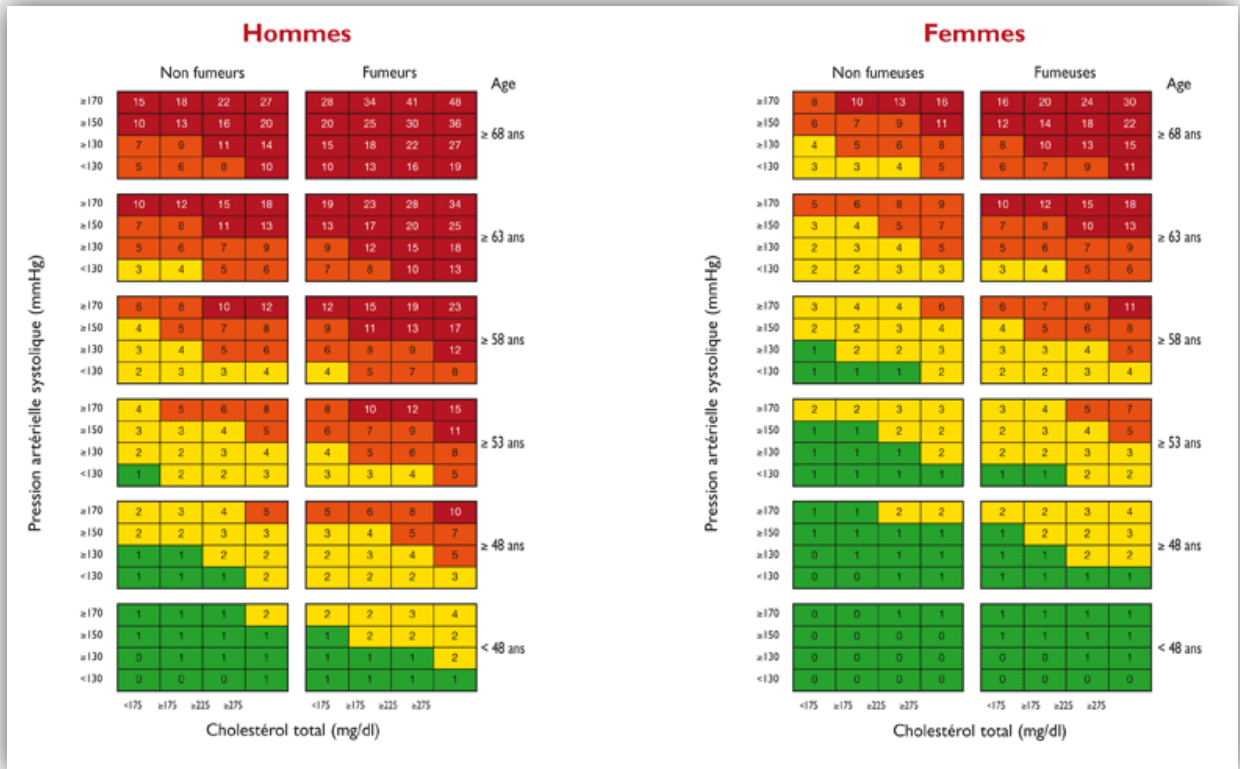 Hommes
Non fumeurs
Fumeurs
Age
≥170 15 18 22 27 28 34 41 48
≥150 10 13 16 20 20 25 30 36
≥130 7 9 11 14 15 18 22 27
<130 5 6 8 10 10 13 16 19
≥ 68 ans
≥170 10 12 15 18 19 23 28 34
≥150 7 8 11 13 13 17 20 25
≥130 5 6 7 9 9 12 15 18
<130 3 4 5 6 7 8 10 13
≥ 63 ans
≥170 6 8 10 12 12 15 19 23
≥150 4 5 7 8 9 11 13 17
≥130 3 4 5 6 6 8 9 12
<130 2 3 3 4 4 5 7 8
≥ 58 ans
≥170 4 5 6 8 8 10 12 15
≥150 3 3 4 5 6 7 9 11
≥130 2 2 3 4 4 5 6 8
<130 1 2 2 3 3 3 4 5
≥ 53 ans
≥170 2 3 4 5 5 6 8 10
≥150 2 2 3 3 3 4 5 7
≥130 1 1 2 2 2 3 4 5
<130 1 1 1 2 2 2 2 3
≥ 48 ans
≥170 1 1 1 2 2 2 3 4
≥150 1 1 1 1 1 2 2 2
≥130 0 1 1 1 1 1 1 2
<130 0 0 0 1 1 1 1 1
< 48 ans
<175 ≥175 ≥225 ≥275 <175 ≥175 ≥225 ≥275
Cholestérol total (mg/dl)
Pression artérielle systolique (mmHg)
Femmes
Non fumeuses
Fumeuses
Age
≥170 8 10 13 16 16 20 24 30
≥150 6 7 9 11 12 14 18 22
≥130 4 5 6 8 8 10 13 15
<130 3 3 4 5 6 7 9 11
≥ 68 ans
≥170 5 6 8 9 10 12 15 18
≥150 3 4 5 7 7 8 10 13
≥130 2 3 4 5 5 6 7 9
<130 2 2 3 3 3 4 5 6
≥ 63 ans
≥170 3 4 4 6 6 7 9 11
≥150 2 2 3 4 4 5 6 8
≥130 1 2 2 3 3 3 4 5
<130 1 1 1 2 2 2 3 4
≥ 58 ans
≥170 2 2 3 3 3 4 5 7
≥150 1 1 2 2 2 3 4 5
≥130 1 1 1 2 2 2 3 3
<130 1 1 1 1 1 1 2 2
≥ 53 ans
≥170 1 1 2 2 2 2 3 4
≥150 1 1 1 1 1 2 2 3
≥130 0 1 1 1 1 1 2 2
<130 0 0 1 1 1 1 1 1
≥ 48 ans
≥170 0 0 1 1 1 1 1 1
≥150 0 0 0 0 1 1 1 1
≥130 0 0 0 0 0 0 1 1
<130 0 0 0 0 0 0 0 0
< 48 ans
<175 ≥175 ≥225 ≥275 <175 ≥175 ≥225 ≥275
Cholestérol total (mg/dl)
Pression artérielle systolique (mmHg)